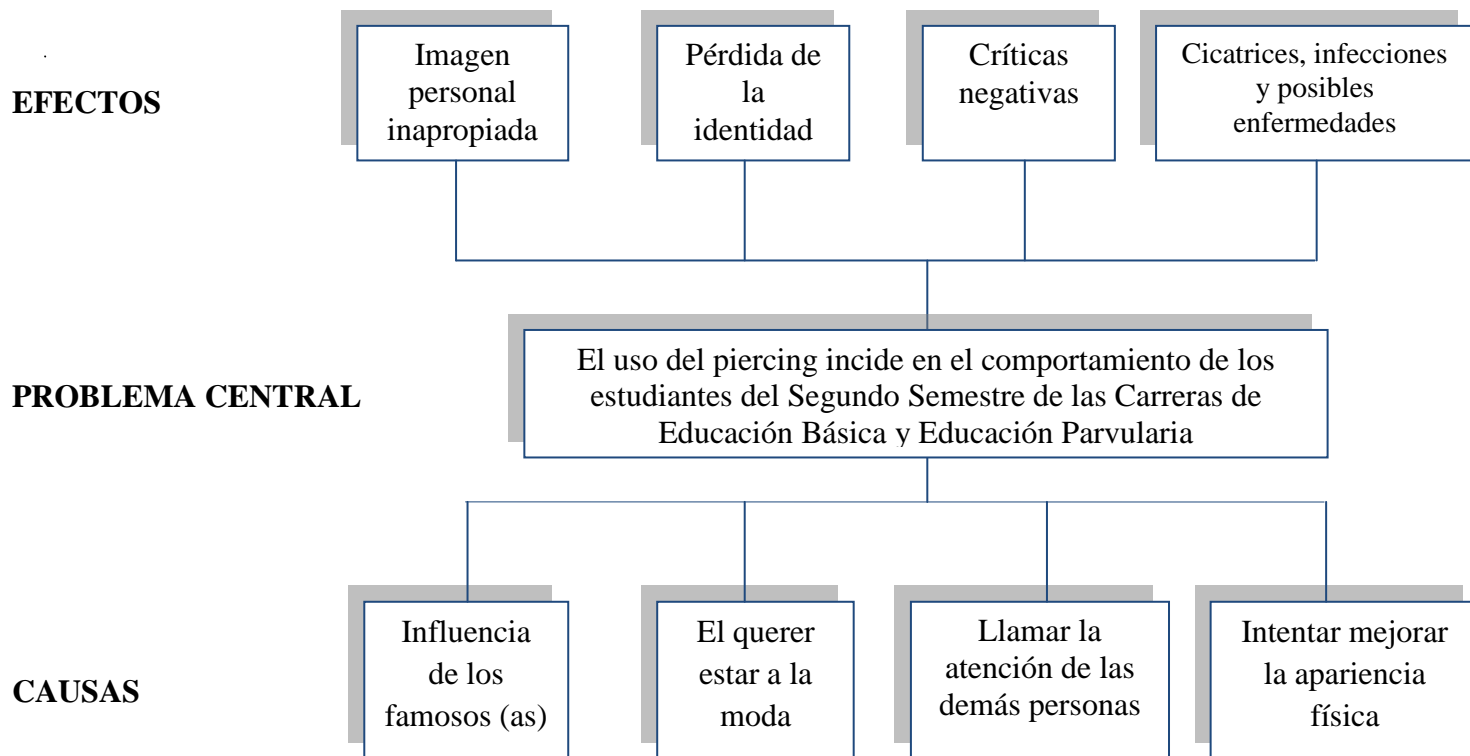 EFECTOS
Imagen
personal
inapropiada
Pérdida de
la
identidad
Críticas
negativas
Cicatrices, infecciones
y posibles
enfermedades
PROBLEMA CENTRAL
El uso del piercing incide en el comportamiento de los
estudiantes del Segundo Semestre de las Carreras de
Educación Básica y Educación Parvularia
CAUSAS
Influencia
de los
famosos (as)
El querer
estar a la
moda
Llamar la
atención de las
demás personas
Intentar mejorar
la apariencia
física